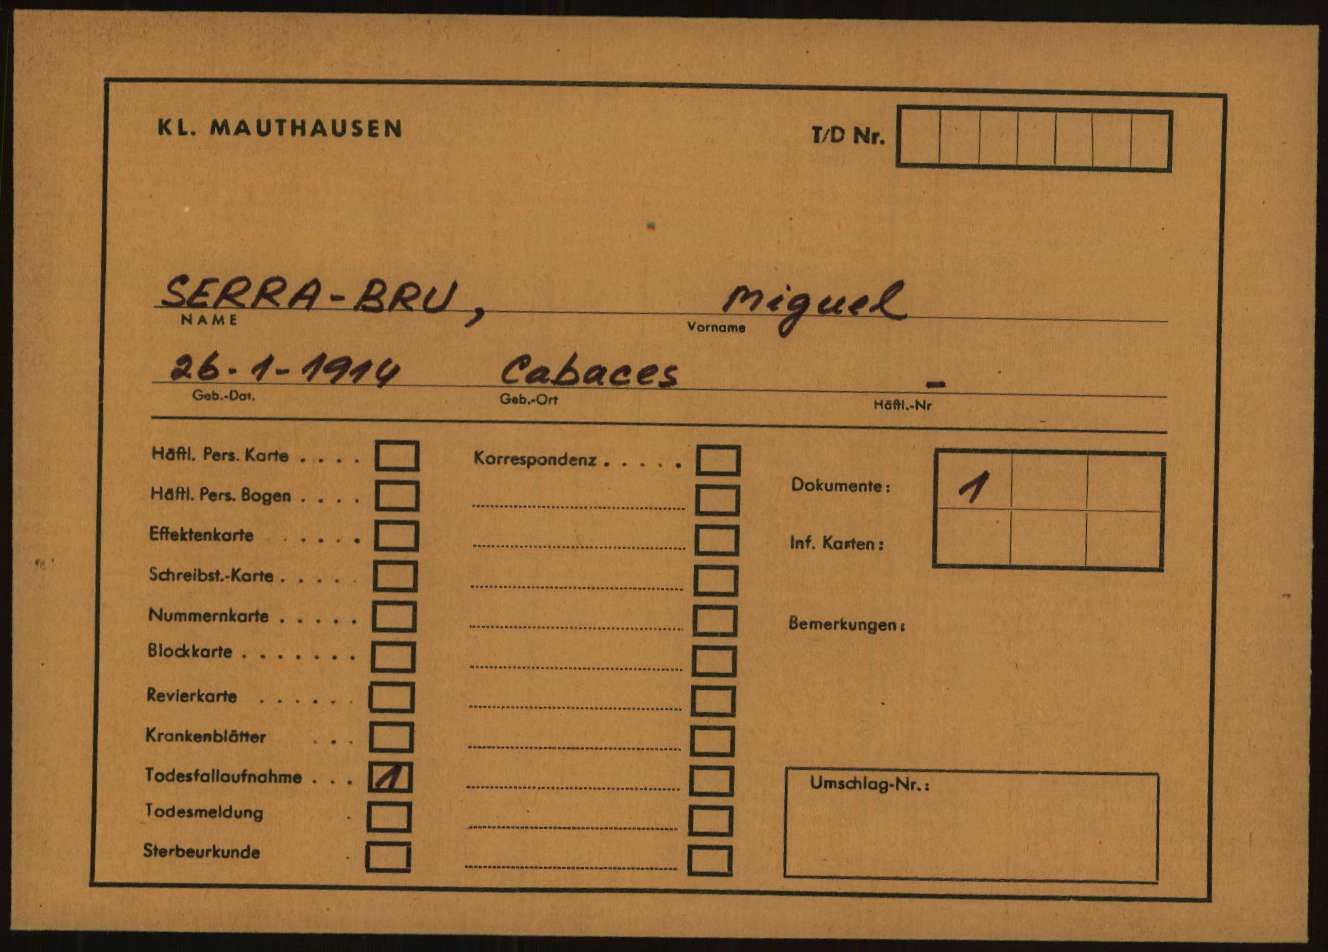 KL. MAUTHAUSEN
T/D Nr.
SERRA-BRU, Miguel
NAME Vorname
26-1-1914 Cabaces -
Geb.-Dat. Geb.-Ort Häftl.-Nr
Häftl. Pers. Karte . . . .
Häftl. Pers. Bogen . . . .
Effektenkarte . . . . .
Schreibst.-Karte . . . . .
Nummernkarte . . . . .
Blockkarte . . . . . . .
Revierkarte . . . . . .
Krankenblätter . . .
Todesfallaufnahme . . . 1
Todesmeldung .
Sterbeurkunde .
Korrespondenz . . . . .
Dokumente: 1
Inf. Karten:
Bemerkungen:
Umschlag-Nr.: